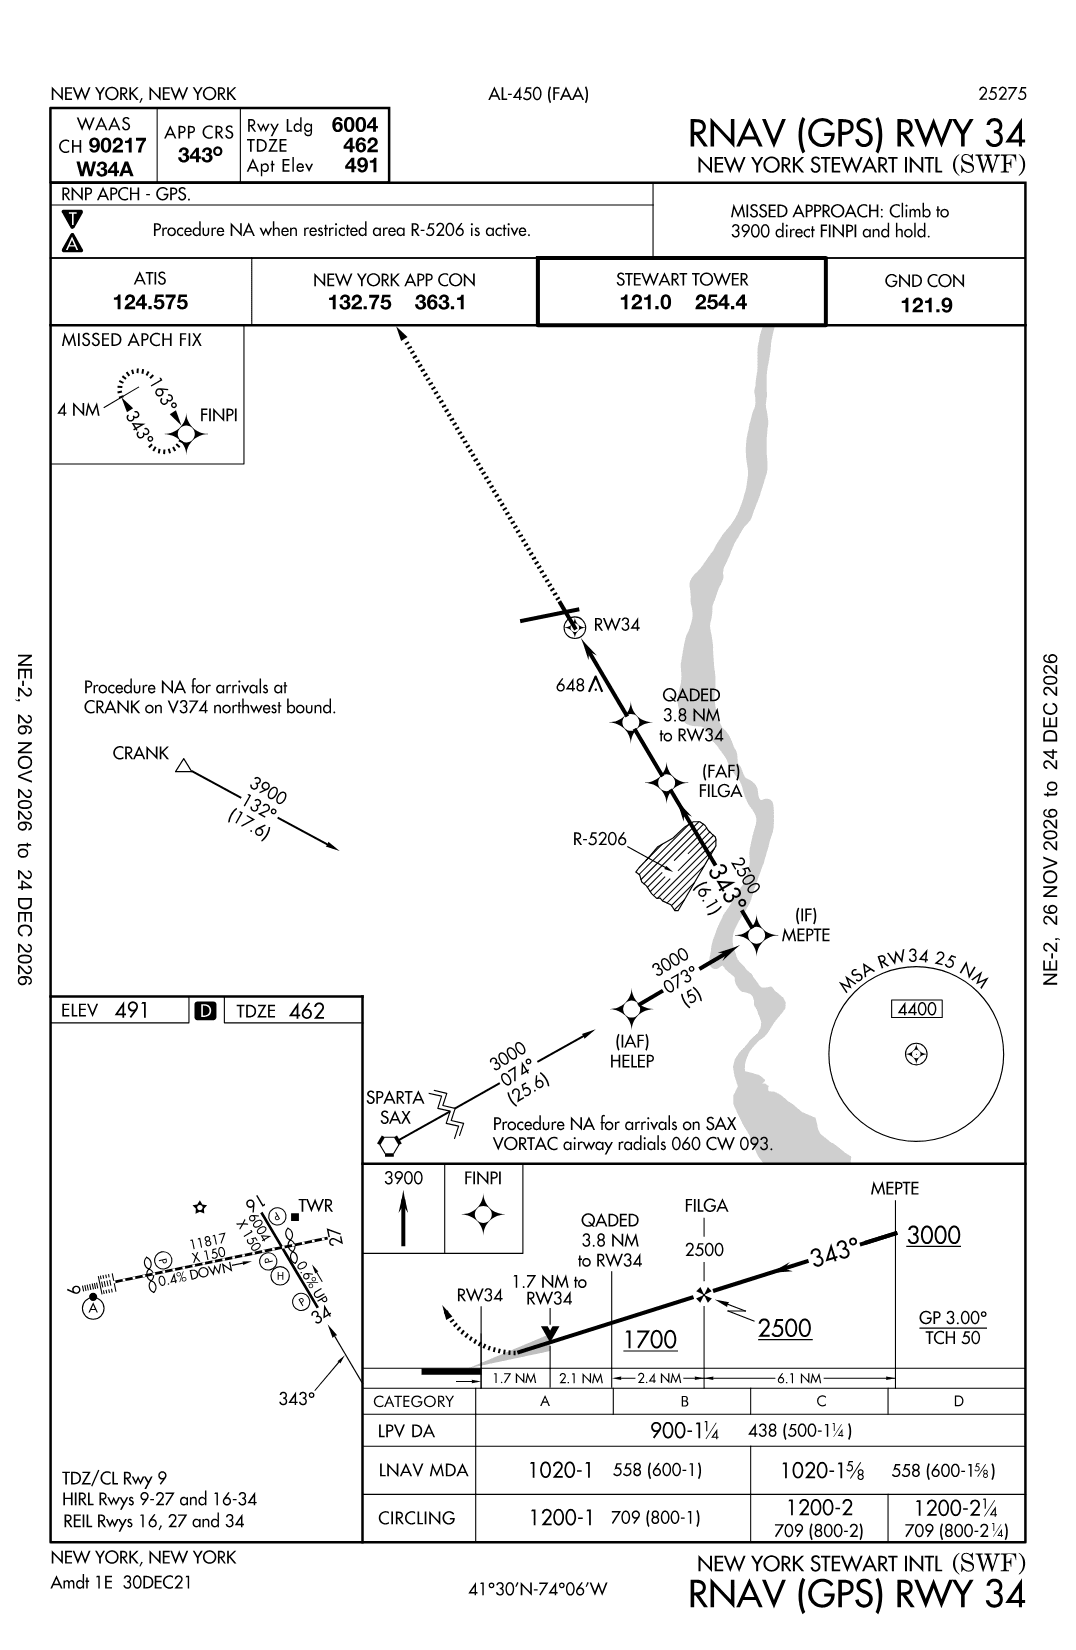 NEW YORK, NEW YORK
AL-450 (FAA)
25275
WAAS
CH 90217
W34A
APP CRS
343°
Rwy Ldg 6004
TDZE 462
Apt Elev 491
RNAV (GPS) RWY 34
NEW YORK STEWART INTL (SWF)
RNP APCH - GPS.
T
A
Procedure NA when restricted area R-5206 is active.
MISSED APPROACH: Climb to
3900 direct FINPI and hold.
ATIS
124.575
NEW YORK APP CON
132.75 363.1
STEWART TOWER
121.0 254.4
GND CON
121.9
MISSED APCH FIX
4 NM
163°
343°
FINPI
RW34
648
QADED
3.8 NM
to RW34
Procedure NA for arrivals at
CRANK on V374 northwest bound.
CRANK
3900
132°
(17.6)
(FAF)
FILGA
R-5206
2500
343°
(6.1)
(IF)
MEPTE
3000
073°
(5)
(IAF)
HELEP
MSA RW34 25 NM
4400
3000
074°
(25.6)
SPARTA
SAX
Procedure NA for arrivals on SAX
VORTAC airway radials 060 CW 093.
ELEV 491
D
TDZE 462
16
TWR
6004
X 150
11817
X 150
27
P
P
P
H
0.4% DOWN
0.6% UP
9
A
P
34
343°
TDZ/CL Rwy 9
HIRL Rwys 9-27 and 16-34
REIL Rwys 16, 27 and 34
3900
FINPI
QADED
3.8 NM
to RW34
FILGA
2500
MEPTE
343°
3000
RW34
1.7 NM to
RW34
1700
2500
GP 3.00°
TCH 50
1.7 NM
2.1 NM
2.4 NM
6.1 NM
CATEGORY A B C D
LPV DA 900-1¼ 438 (500-1¼)
LNAV MDA 1020-1 558 (600-1) 1020-1⅝ 558 (600-1⅝)
CIRCLING 1200-1 709 (800-1) 1200-2 709 (800-2) 1200-2¼ 709 (800-2¼)
NEW YORK, NEW YORK
Amdt 1E 30DEC21
41°30'N-74°06'W
NEW YORK STEWART INTL (SWF)
RNAV (GPS) RWY 34
NE-2, 26 NOV 2026 to 24 DEC 2026
NE-2, 26 NOV 2026 to 24 DEC 2026